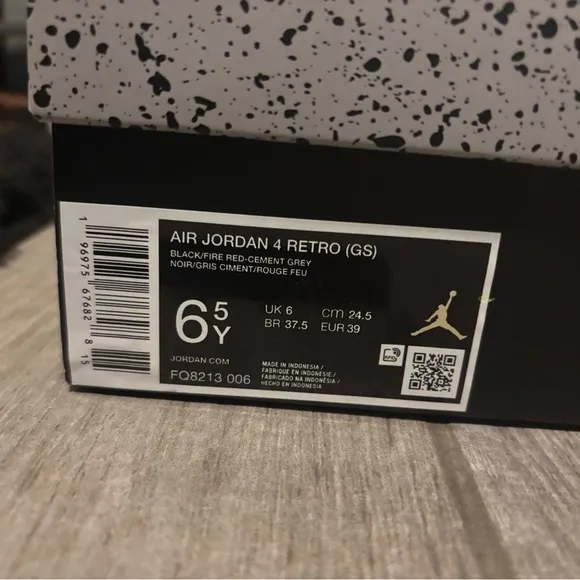 AIR JORDAN 4 RETRO (GS)
BLACK/FIRE RED-CEMENT GREY
NOIR/GRIS CIMENT/ROUGE FEU
6 5Y
UK 6 cm 24.5
BR 37.5 EUR 39
JORDAN.COM
FQ8213 006
MADE IN INDONESIA /
FABRIQUÉ EN INDONESIE /
FABRICADO NA INDONÉSIA /
HECHO EN INDONESIA
1 96975 67682 8 15